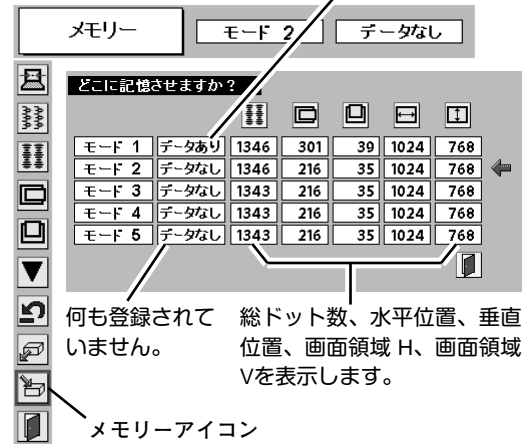 メモリー モード 2 データなし
どこに記憶させますか?
モード 1 データあり 1346 301 39 1024 768
モード 2 データなし 1346 216 35 1024 768
モード 3 データなし 1343 216 35 1024 768
モード 4 データなし 1343 216 35 1024 768
モード 5 データなし 1343 216 35 1024 768
何も登録されて
いません。
総ドット数、水平位置、垂直
位置、画面領域 H、画面領域
Vを表示します。
メモリーアイコン